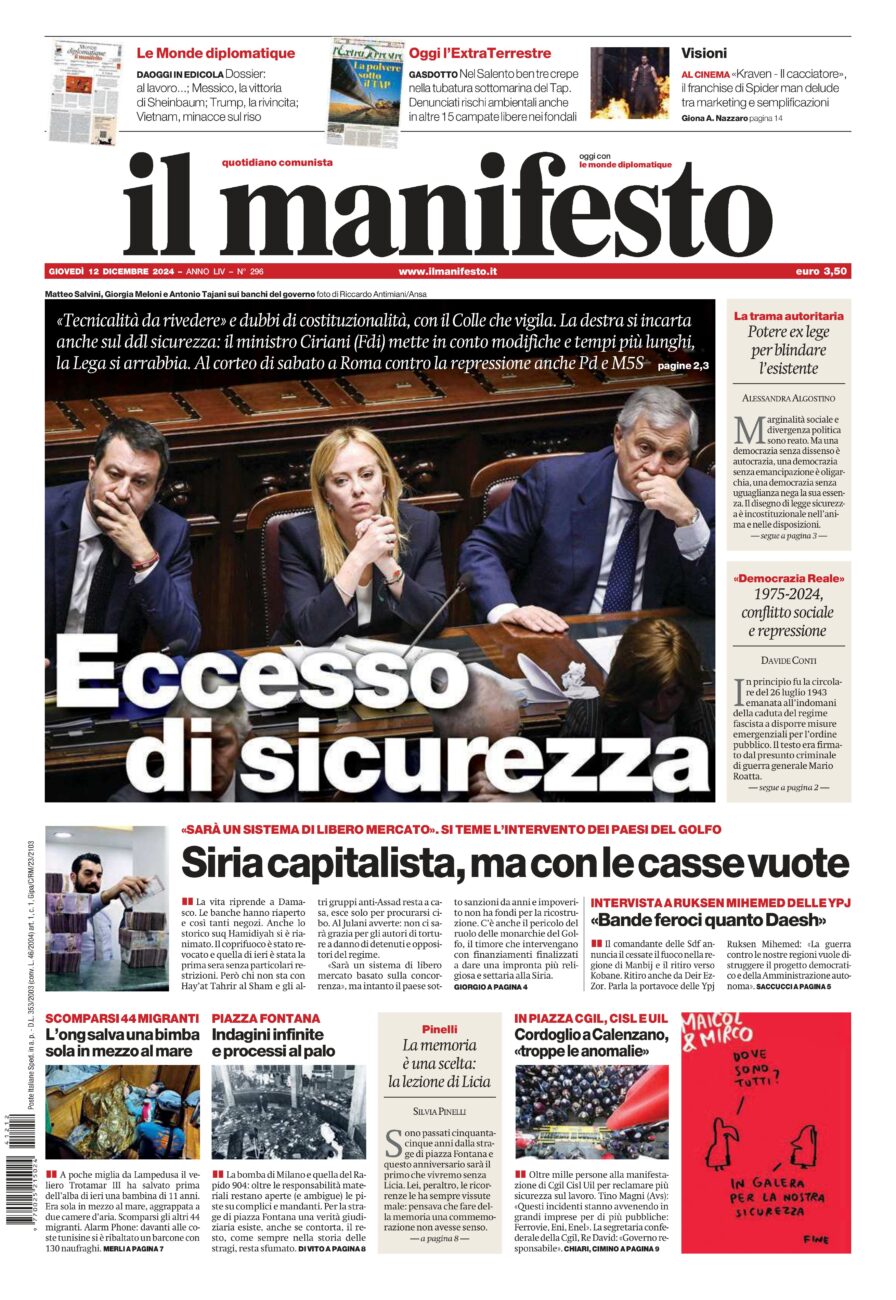 Le Monde diplomatique
DAOGGI IN EDICOLA Dossier:
al lavoro...; Messico, la vittoria
di Sheinbaum; Trump, la rivincita;
Vietnam, minacce sul riso
Oggi l'ExtraTerrestre
GASDOTTO Nel Salento ben tre crepe
nella tubatura sottomarina del Tap.
Denunciati rischi ambientali anche
in altre 15 campate libere nei fondali
La polvere
sotto
il TAP
Visioni
AL CINEMA «Kraven - Il cacciatore»,
il franchise di Spider man delude
tra marketing e semplificazioni
Giona A. Nazzaro pagina 14
quotidiano comunista
oggi con
le monde diplomatique
il manifesto
GIOVEDÌ 12 DICEMBRE 2024 – ANNO LIV – N° 296
www.ilmanifesto.it
euro 3,50
Matteo Salvini, Giorgia Meloni e Antonio Tajani sui banchi del governo foto di Riccardo Antimiani/Ansa
«Tecnicalità da rivedere» e dubbi di costituzionalità, con il Colle che vigila. La destra si incarta
anche sul ddl sicurezza: il ministro Ciriani (Fdi) mette in conto modifiche e tempi più lunghi,
la Lega si arrabbia. Al corteo di sabato a Roma contro la repressione anche Pd e M5S pagine 2,3
Eccesso
di sicurezza
La trama autoritaria
Potere ex lege
per blindare
l'esistente
ALESSANDRA ALGOSTINO
Marginalità sociale e
divergenza politica
sono reato. Ma una
democrazia senza dissenso è
autocrazia, una democrazia
senza emancipazione è oligar-
chia, una democrazia senza
uguaglianza nega la sua essen-
za. Il disegno di legge sicurezz-
a è incostituzionale nell'ani-
ma e nelle disposizioni.
— segue a pagina 3 —
«Democrazia Reale»
1975-2024,
conflitto sociale
e repressione
DAVIDE CONTI
In principio fu la circola-
re del 26 luglio 1943
emanata all'indomani
della caduta del regime
fascista a disporre misure
emergenziali per l'ordine
pubblico. Il testo era firma-
to dal presunto criminale
di guerra generale Mario
Roatta.
— segue a pagina 2 —
«SARÀ UN SISTEMA DI LIBERO MERCATO». SI TEME L'INTERVENTO DEI PAESI DEL GOLFO
Siria capitalista, ma con le casse vuote
La vita riprende a Dama-
sco. Le banche hanno riaperto
e così tanti negozi. Anche lo
storico suq Hamidiyah si è ria-
nimato. Il coprifuoco è stato re-
vocato e quella di ieri è stata la
prima sera senza particolari re-
strizioni. Però chi non sta con
Hay'at Tahrir al Sham e gli al-
tri gruppi anti-Assad resta a ca-
sa, esce solo per procurarsi ci-
bo. Al Julani avverte: non ci sa-
rà grazia per gli autori di tortu-
re a danno di detenuti e opposi-
tori del regime.
«Sarà un sistema di libero
mercato basato sulla concor-
renza», ma intanto il paese sot-
to sanzioni da anni e impoveri-
to non ha fondi per la ricostru-
zione. C'è anche il pericolo del
ruolo delle monarchie del Gol-
fo, il timore che intervengano
con finanziamenti finalizzati
a dare una impronta più reli-
giosa e settaria alla Siria.
GIORGIO A PAGINA 4
INTERVISTA A RUKSEN MIHEMED DELLE YPJ
«Bande feroci quanto Daesh»
Il comandante delle Sdf an-
nuncia il cessate il fuoco nella re-
gione di Manbij e il ritiro verso
Kobane. Ritiro anche da Deir Ez-
Zor. Parla la portavoce delle Ypj
Ruksen Mihemed: «La guerra
contro le nostre regioni vuole di-
struggere il progetto democrati-
co e della Amministrazione auto-
noma». SACCUCCI A PAGINA 5
SCOMPARSI 44 MIGRANTI
L'ong salva una bimba
sola in mezzo al mare
A poche miglia da Lampedusa il ve-
liero Trotamar III ha salvato prima
dell'alba di ieri una bambina di 11 anni.
Era sola in mezzo al mare, aggrappata a
due camere d'aria. Scomparsi gli altri 44
migranti. Alarm Phone: davanti alle co-
ste tunisine si è ribaltato un barcone con
130 naufraghi. MERLI A PAGINA 7
PIAZZA FONTANA
Indagini infinite
e processi al palo
La bomba di Milano e quella del Ra-
pido 904: oltre le responsabilità mate-
riali restano aperte (e ambigue) le pi-
ste su complici e mandanti. Per la stra-
ge di piazza Fontana una verità giudi-
ziaria esiste, anche se contorta, il re-
sto, come sempre nella storia delle
stragi, resta sfumato. DI VITO A PAGINA 8
Pinelli
La memoria
è una scelta:
la lezione di Licia
SILVIA PINELLI
Sono passati cinquanta-
cinque anni dalla stra-
ge di piazza Fontana e
questo anniversario sarà il
primo che vivremo senza
Licia. Lei, peraltro, le ricor-
renze le ha sempre vissute
male: pensava che fare del-
la memoria una commemo-
razione non avesse senso.
— a pagina 8 —
IN PIAZZA CGIL, CISL E UIL
Cordoglio a Calenzano,
«troppe le anomalie»
Oltre mille persone alla manifesta-
zione di Cgil Cisl Uil per reclamare più
sicurezza sul lavoro. Tino Magni (Avs):
«Questi incidenti stanno avvenendo in
grandi imprese per di più pubbliche:
Ferrovie, Eni, Enel». La segretaria confe-
derale della Cgil, Re David: «Governo re-
sponsabile». CHIARI, CIMINO A PAGINA 9
MAICOL
& MIRCO
DOVE
SONO
TUTTI?
IN GALERA
PER LA NOSTRA
SICUREZZA
FINE
Poste Italiane Sped. in a. p. - D.L. 353/2003 (conv. L. 46/2004) art. 1, c. 1, Gipa/C/RM/23/2103